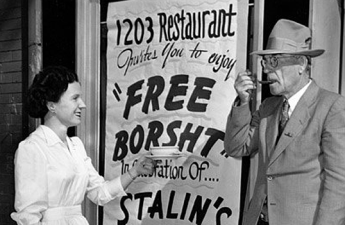 1203 Restaurant
Invites You to enjoy
"FREE
BORSHT"
In Celebration Of....
STALIN'S